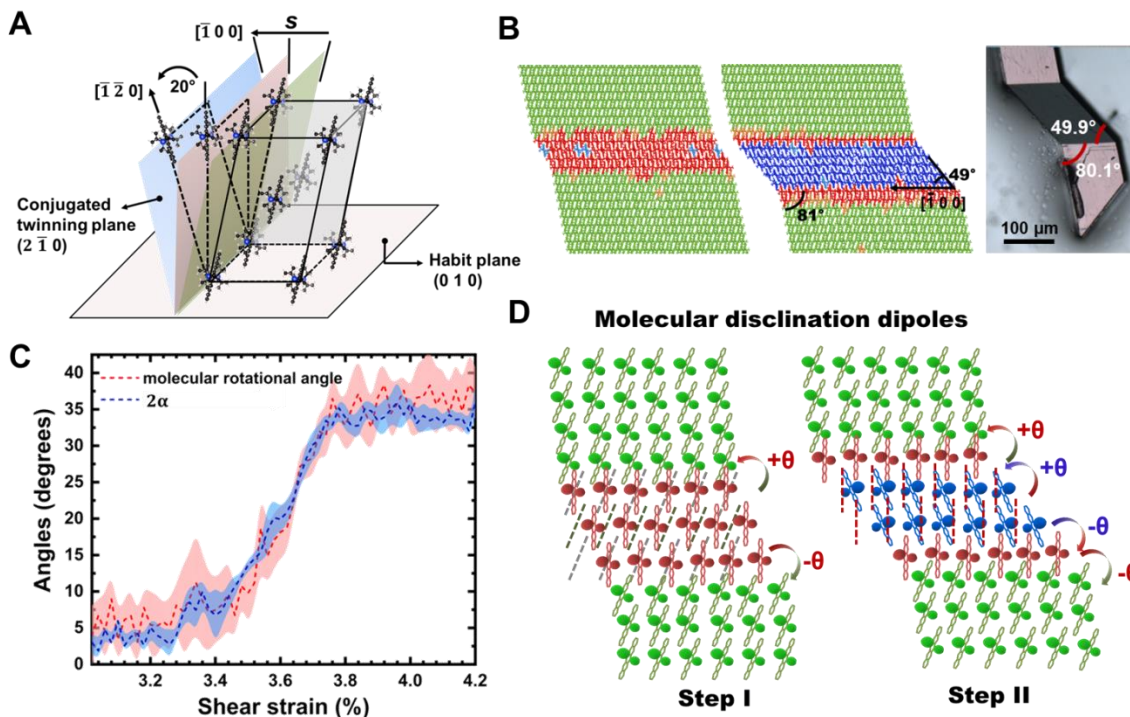 A
S
[1̅ 0 0]
20°
[1̅ 2̅ 0]
Conjugated
twinning plane
(2 1̅ 0)
Habit plane
(0 1 0)
B
49°
[1̅ 0 0]
81°
49.9°
80.1°
100 µm
C
40
35
30
25
20
15
10
5
0
Angles (degrees)
molecular rotational angle
2α
3.2
3.4
3.6
3.8
4.0
4.2
Shear strain (%)
D
Molecular disclination dipoles
+θ
-θ
Step I
+θ
+θ
-θ
-θ
Step II